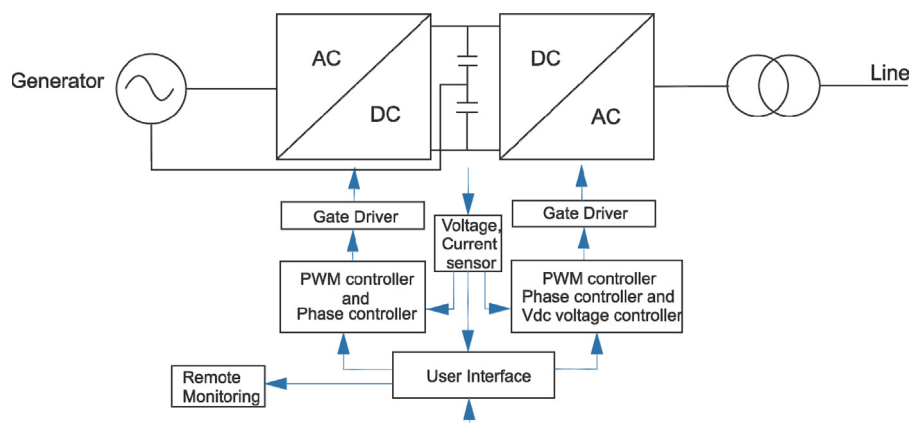 AC
DC
DC
AC
Generator
Line
Gate Driver
Gate Driver
Voltage,
Current
sensor
PWM controller
and
Phase controller
PWM controller
Phase controller and
Vdc voltage controller
User Interface
Remote
Monitoring